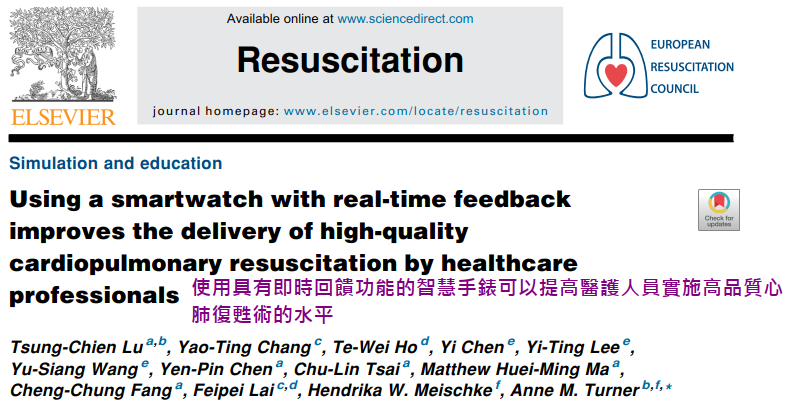 Available online at www.sciencedirect.com
Resuscitation
journal homepage: www.elsevier.com/locate/resuscitation
ELSEVIER
EUROPEAN
RESUSCITATION
COUNCIL
Simulation and education
Using a smartwatch with real-time feedback
improves the delivery of high-quality
cardiopulmonary resuscitation by healthcare
professionals
使用具有即時回饋功能的智慧手錶可以提高醫護人員實施高品質心
肺復甦術的水平
Check for
updates
Tsung-Chien Lu a,b, Yao-Ting Chang c, Te-Wei Ho d, Yi Chen e, Yi-Ting Lee e,
Yu-Siang Wang e, Yen-Pin Chen a, Chu-Lin Tsai a, Matthew Huei-Ming Ma a,
Cheng-Chung Fang a, Feipei Lai c,d, Hendrika W. Meischke f, Anne M. Turner b,f,*